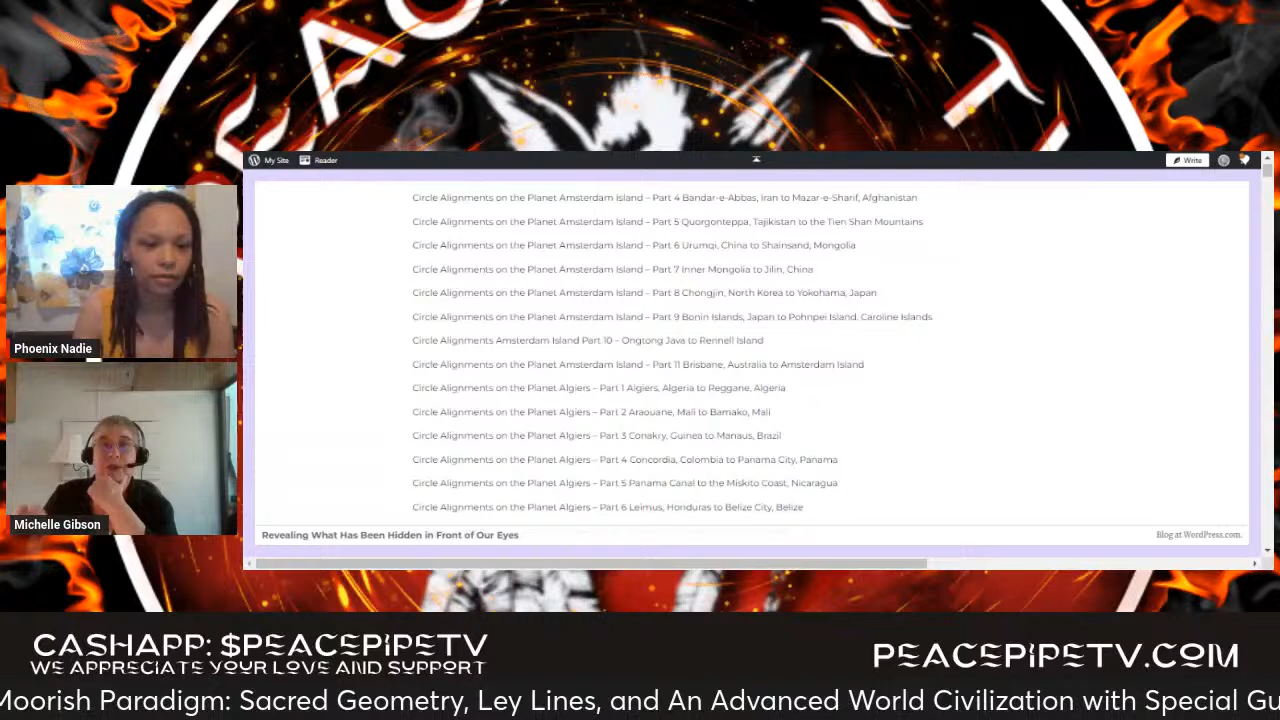 My Site Reader Write
Circle Alignments on the Planet Amsterdam Island – Part 4 Bandar-e-Abbas, Iran to Mazar-e-Sharif, Afghanistan
Circle Alignments on the Planet Amsterdam Island – Part 5 Quorgonteppa, Tajikistan to the Tien Shan Mountains
Circle Alignments on the Planet Amsterdam Island – Part 6 Urumqi, China to Shainsand, Mongolia
Circle Alignments on the Planet Amsterdam Island – Part 7 Inner Mongolia to Jilin, China
Circle Alignments on the Planet Amsterdam Island – Part 8 Chongjin, North Korea to Yokohama, Japan
Circle Alignments on the Planet Amsterdam Island – Part 9 Bonin Islands, Japan to Pohnpei Island, Caroline Islands
Circle Alignments Amsterdam Island Part 10 – Ongtong Java to Rennell Island
Circle Alignments on the Planet Amsterdam Island – Part 11 Brisbane, Australia to Amsterdam Island
Circle Alignments on the Planet Algiers – Part 1 Algiers, Algeria to Reggane, Algeria
Circle Alignments on the Planet Algiers – Part 2 Araouane, Mali to Bamako, Mali
Circle Alignments on the Planet Algiers – Part 3 Conakry, Guinea to Manaus, Brazil
Circle Alignments on the Planet Algiers – Part 4 Concordia, Colombia to Panama City, Panama
Circle Alignments on the Planet Algiers – Part 5 Panama Canal to the Miskito Coast, Nicaragua
Circle Alignments on the Planet Algiers – Part 6 Leimus, Honduras to Belize City, Belize
Revealing What Has Been Hidden in Front of Our Eyes
Blog at WordPress.com.
Phoenix Nadie
Michelle Gibson
CASHAPP: $PEACEPIPETV
WE APPRECIATE YOUR LOVE AND SUPPORT
PEACEPIPETV.COM
Moorish Paradigm: Sacred Geometry, Ley Lines, and An Advanced World Civilization with Special Gu